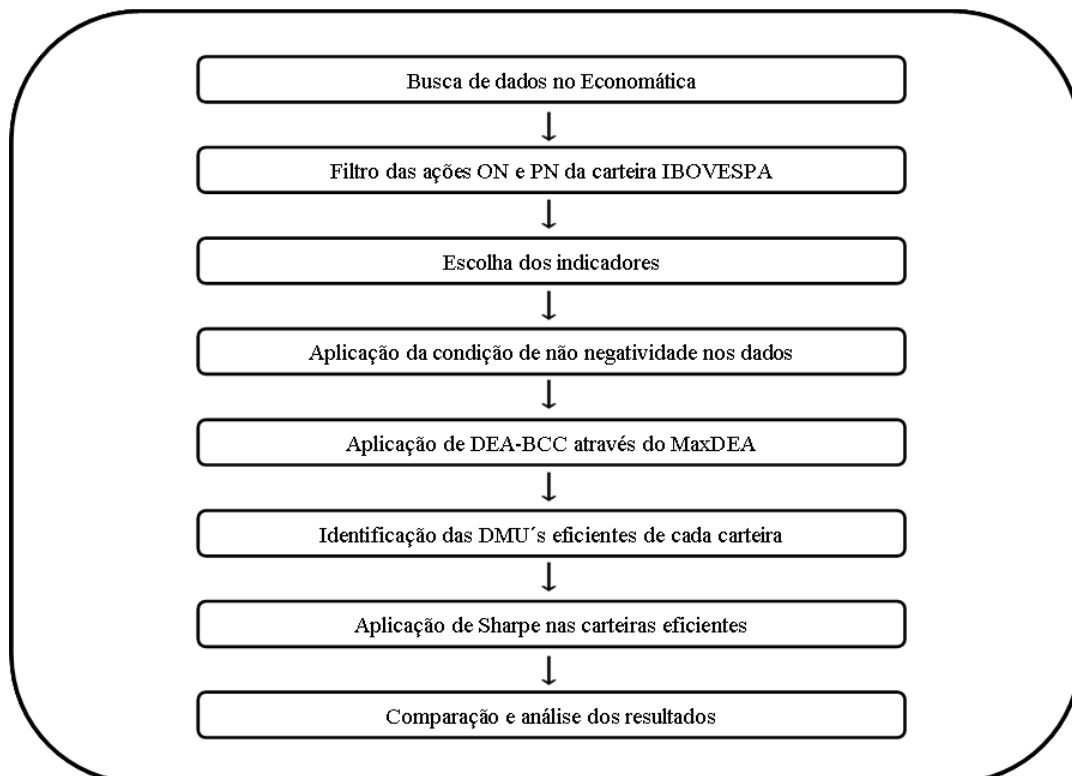 Busca de dados no Economática
Filtro das ações ON e PN da carteira IBOVESPA
Escolha dos indicadores
Aplicação da condição de não negatividade nos dados
Aplicação de DEA-BCC através do MaxDEA
Identificação das DMU´s eficientes de cada carteira
Aplicação de Sharpe nas carteiras eficientes
Comparação e análise dos resultados